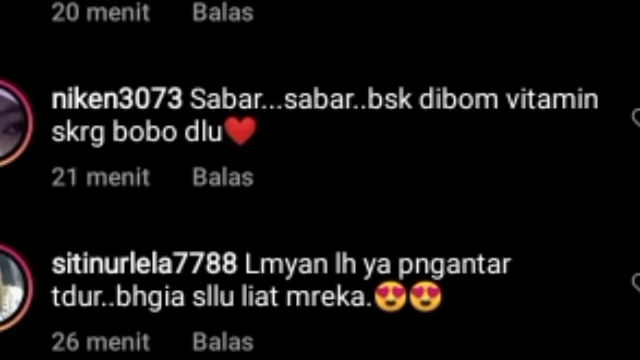 20 menit Balas
niken3073 Sabar...sabar..bsk dibom vitamin
skrg bobo dlu❤️
21 menit Balas
sitinurlela7788 Lmyan lh ya pngantar
tdur..bhgia sllu liat mreka.😍😍
26 menit Balas